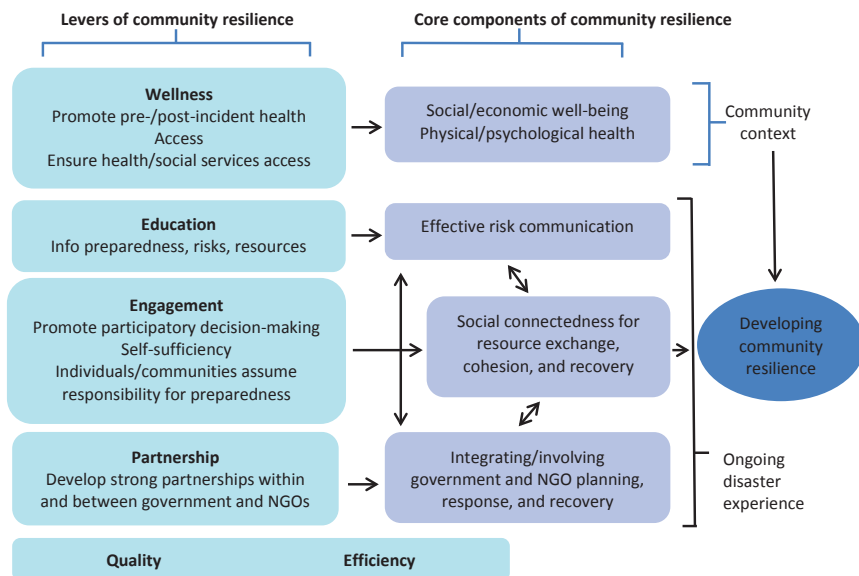 Levers of community resilience
Core components of community resilience
Wellness
Promote pre-/post-incident health
Access
Ensure health/social services access
Social/economic well-being
Physical/psychological health
Community
context
Education
Info preparedness, risks, resources
Effective risk communication
Engagement
Promote participatory decision-making
Self-sufficiency
Individuals/communities assume
responsibility for preparedness
Social connectedness for
resource exchange,
cohesion, and recovery
Developing
community
resilience
Partnership
Develop strong partnerships within
and between government and NGOs
Integrating/involving
government and NGO planning,
response, and recovery
Ongoing
disaster
experience
Quality Efficiency